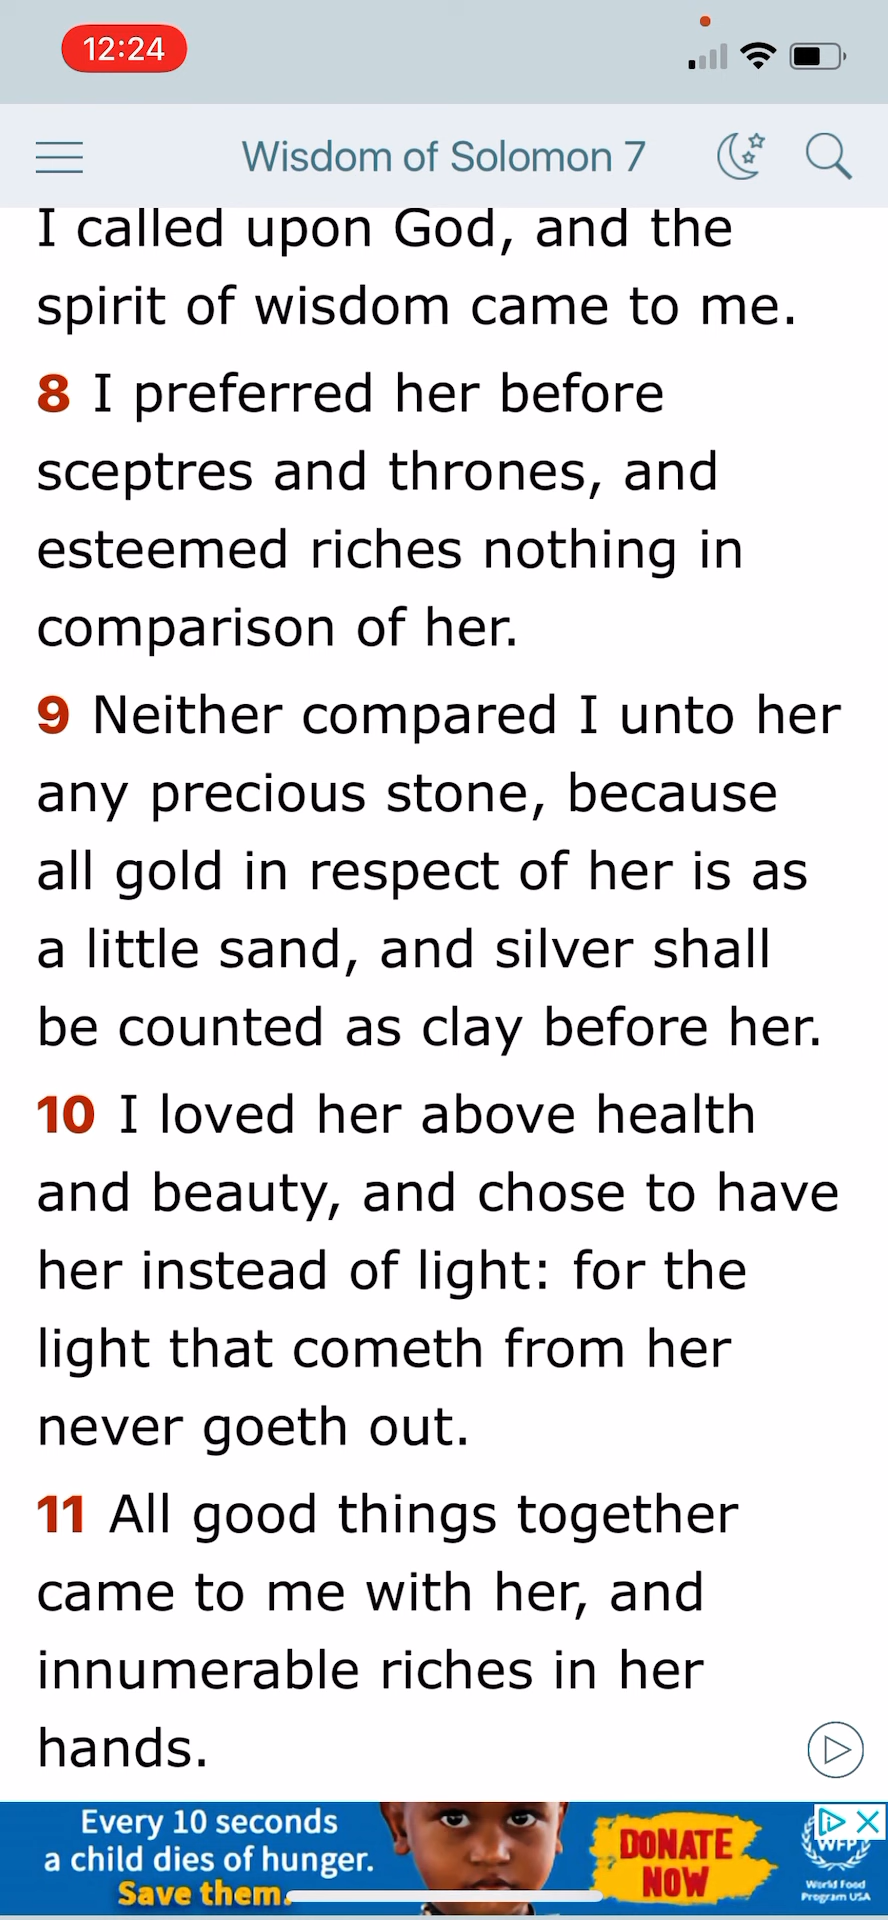 12:24
Wisdom of Solomon 7
I called upon God, and the
spirit of wisdom came to me.
8 I preferred her before
sceptres and thrones, and
esteemed riches nothing in
comparison of her.
9 Neither compared I unto her
any precious stone, because
all gold in respect of her is as
a little sand, and silver shall
be counted as clay before her.
10 I loved her above health
and beauty, and chose to have
her instead of light: for the
light that cometh from her
never goeth out.
11 All good things together
came to me with her, and
innumerable riches in her
hands.
Every 10 seconds
a child dies of hunger.
Save them.
DONATE
NOW
WFP
World Food
Program USA